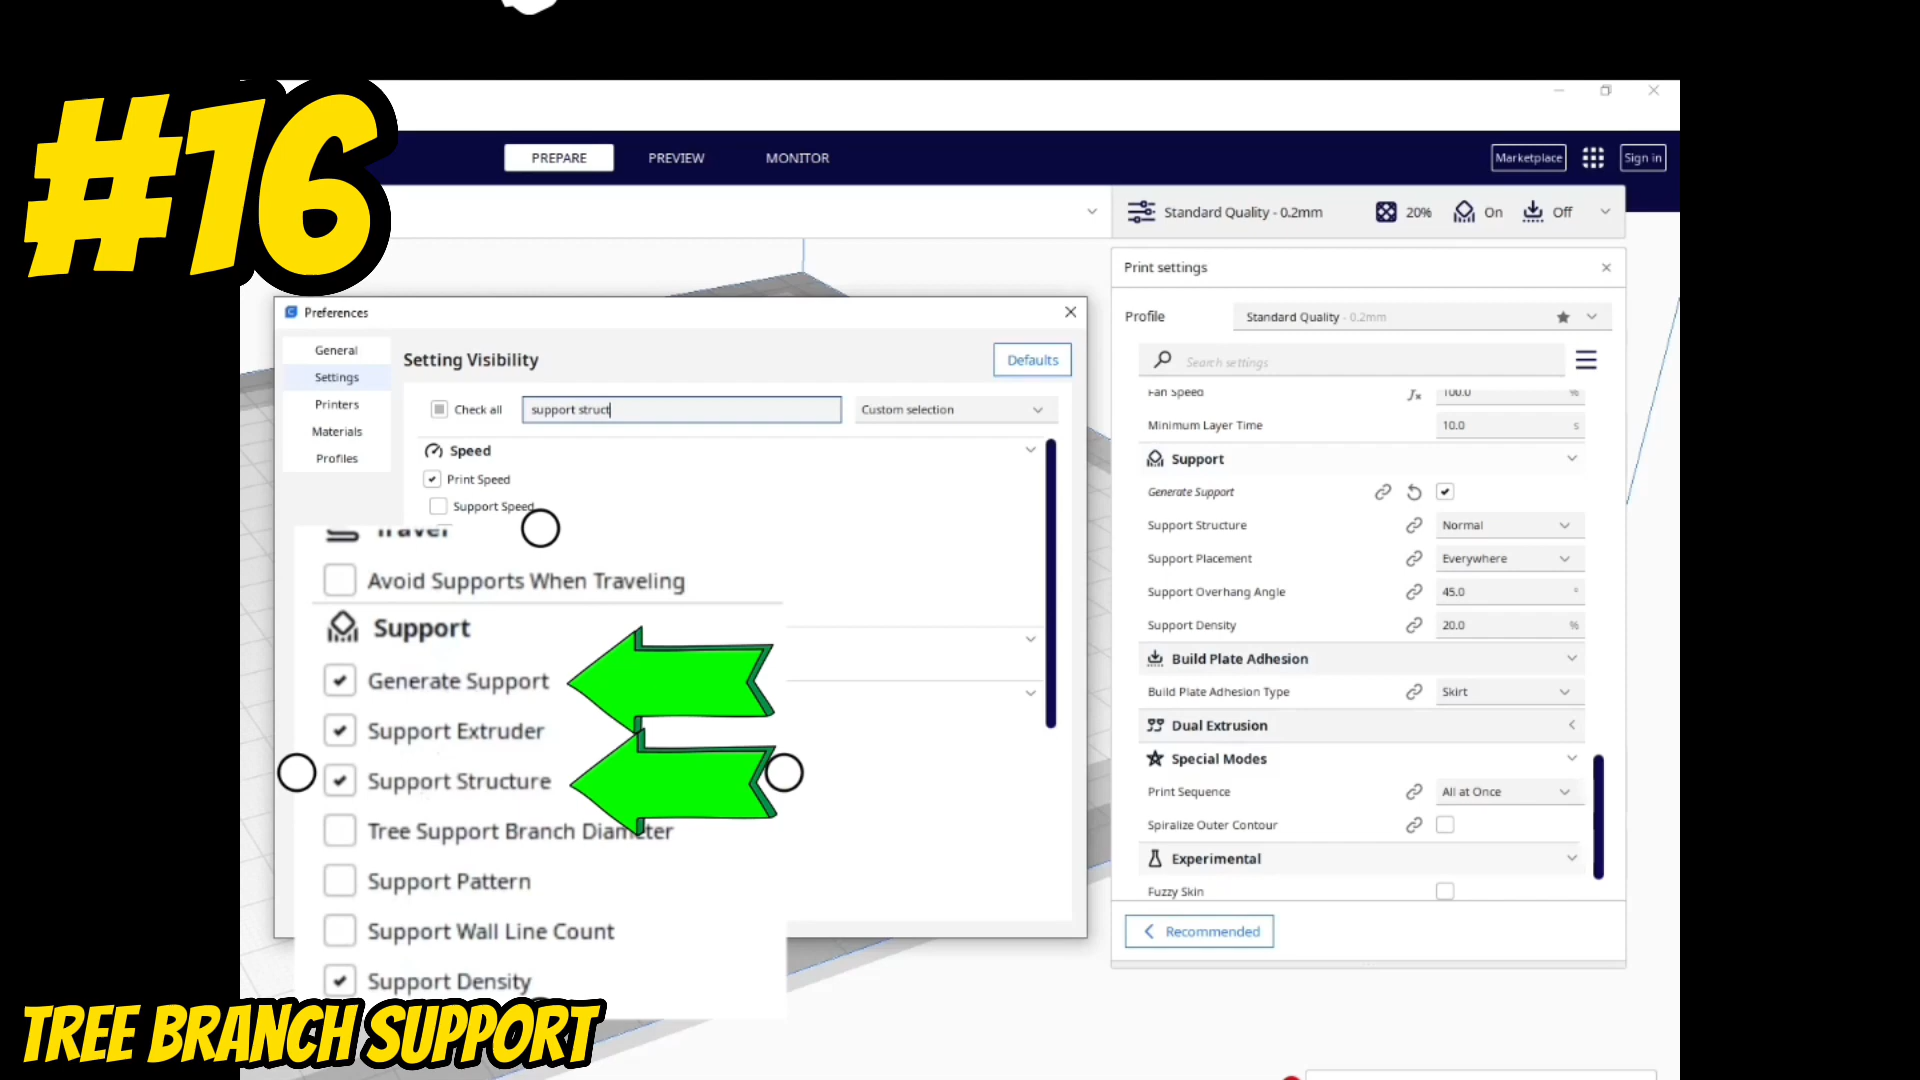 #16
PREPARE
PREVIEW
MONITOR
Marketplace
Sign in
Standard Quality - 0.2mm
20%
On
Off
Print settings
Profile
Standard Quality - 0.2mm
Search settings
Fan Speed
100.0
%
Minimum Layer Time
10.0
s
Support
Generate Support
Support Structure
Normal
Support Placement
Everywhere
Support Overhang Angle
45.0
°
Support Density
20.0
%
Build Plate Adhesion
Build Plate Adhesion Type
Skirt
Dual Extrusion
Special Modes
Print Sequence
All at Once
Spiralize Outer Contour
Experimental
Fuzzy Skin
Recommended
Preferences
General
Settings
Printers
Materials
Profiles
Setting Visibility
Defaults
Check all
support struct
Custom selection
Speed
Print Speed
Support Speed
Travel
Avoid Supports When Traveling
Support
Generate Support
Support Extruder
Support Structure
Tree Support Branch Diameter
Support Pattern
Support Wall Line Count
Support Density
TREE BRANCH SUPPORT